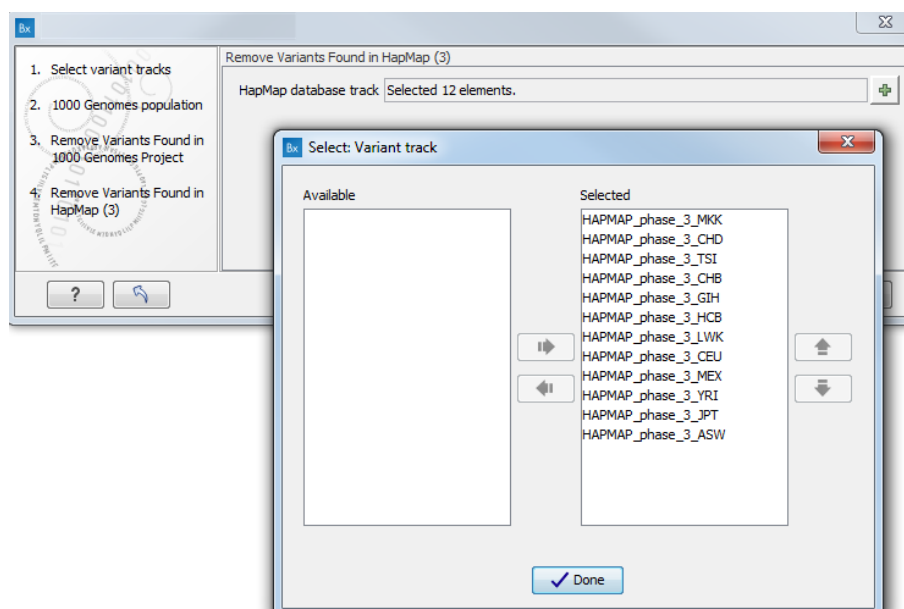 Bx
1. Select variant tracks
2. 1000 Genomes population
3. Remove Variants Found in
1000 Genomes Project
4. Remove Variants Found in
HapMap (3)
Remove Variants Found in HapMap (3)
HapMap database track Selected 12 elements.
?
Bx Select: Variant track
Available
Selected
HAPMAP_phase_3_MKK
HAPMAP_phase_3_CHD
HAPMAP_phase_3_TSI
HAPMAP_phase_3_CHB
HAPMAP_phase_3_GIH
HAPMAP_phase_3_HCB
HAPMAP_phase_3_LWK
HAPMAP_phase_3_CEU
HAPMAP_phase_3_MEX
HAPMAP_phase_3_YRI
HAPMAP_phase_3_JPT
HAPMAP_phase_3_ASW
Done